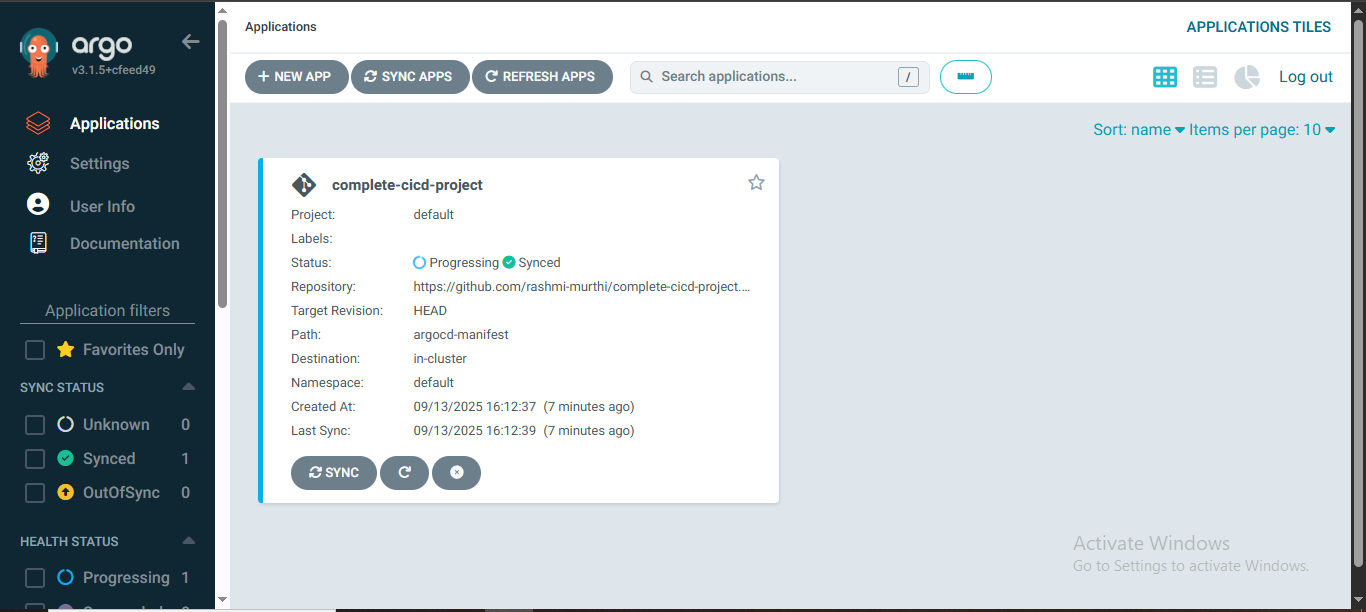 argo
v3.1.5+cfeed49
Applications
Settings
User Info
Documentation
Application filters
Favorites Only
SYNC STATUS
Unknown 0
Synced 1
OutOfSync 0
HEALTH STATUS
Progressing 1
Applications
APPLICATIONS TILES
+ NEW APP SYNC APPS REFRESH APPS Search applications... / Log out
Sort: name Items per page: 10
complete-cicd-project
Project: default
Labels:
Status: Progressing Synced
Repository: https://github.com/rashmi-murthi/complete-cicd-project....
Target Revision: HEAD
Path: argocd-manifest
Destination: in-cluster
Namespace: default
Created At: 09/13/2025 16:12:37 (7 minutes ago)
Last Sync: 09/13/2025 16:12:39 (7 minutes ago)
SYNC
Activate Windows
Go to Settings to activate Windows.